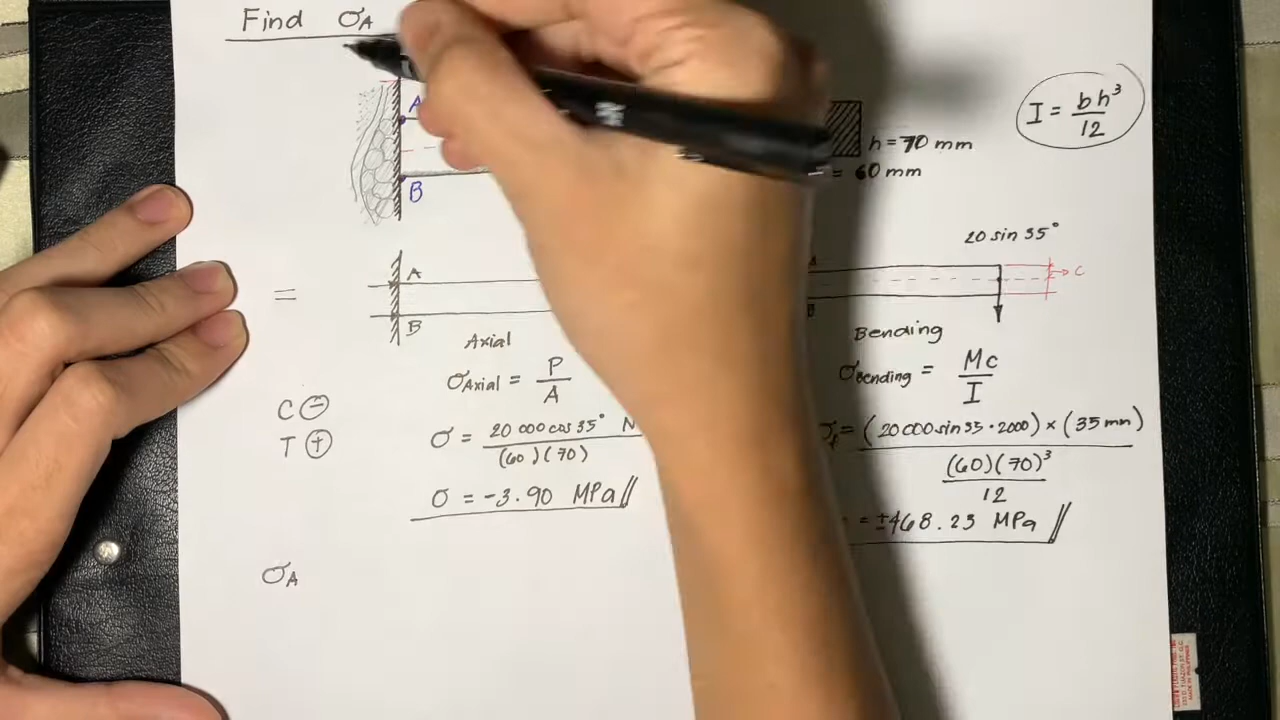 Find σA
A
B
h = 70 mm
= 60 mm
I = bh³/12
=
A
B
20 sin 35°
C
Axial
σAxial = P/A
Bending
σBending = Mc/I
C ⊖
T ⊕
σ = 20 000 cos 35° N / (60)(70)
σ = -3.90 MPa
= (20 000 sin 35 · 2000) × (35 mm) / (60)(70)³/12
= ±468.23 MPa
σA